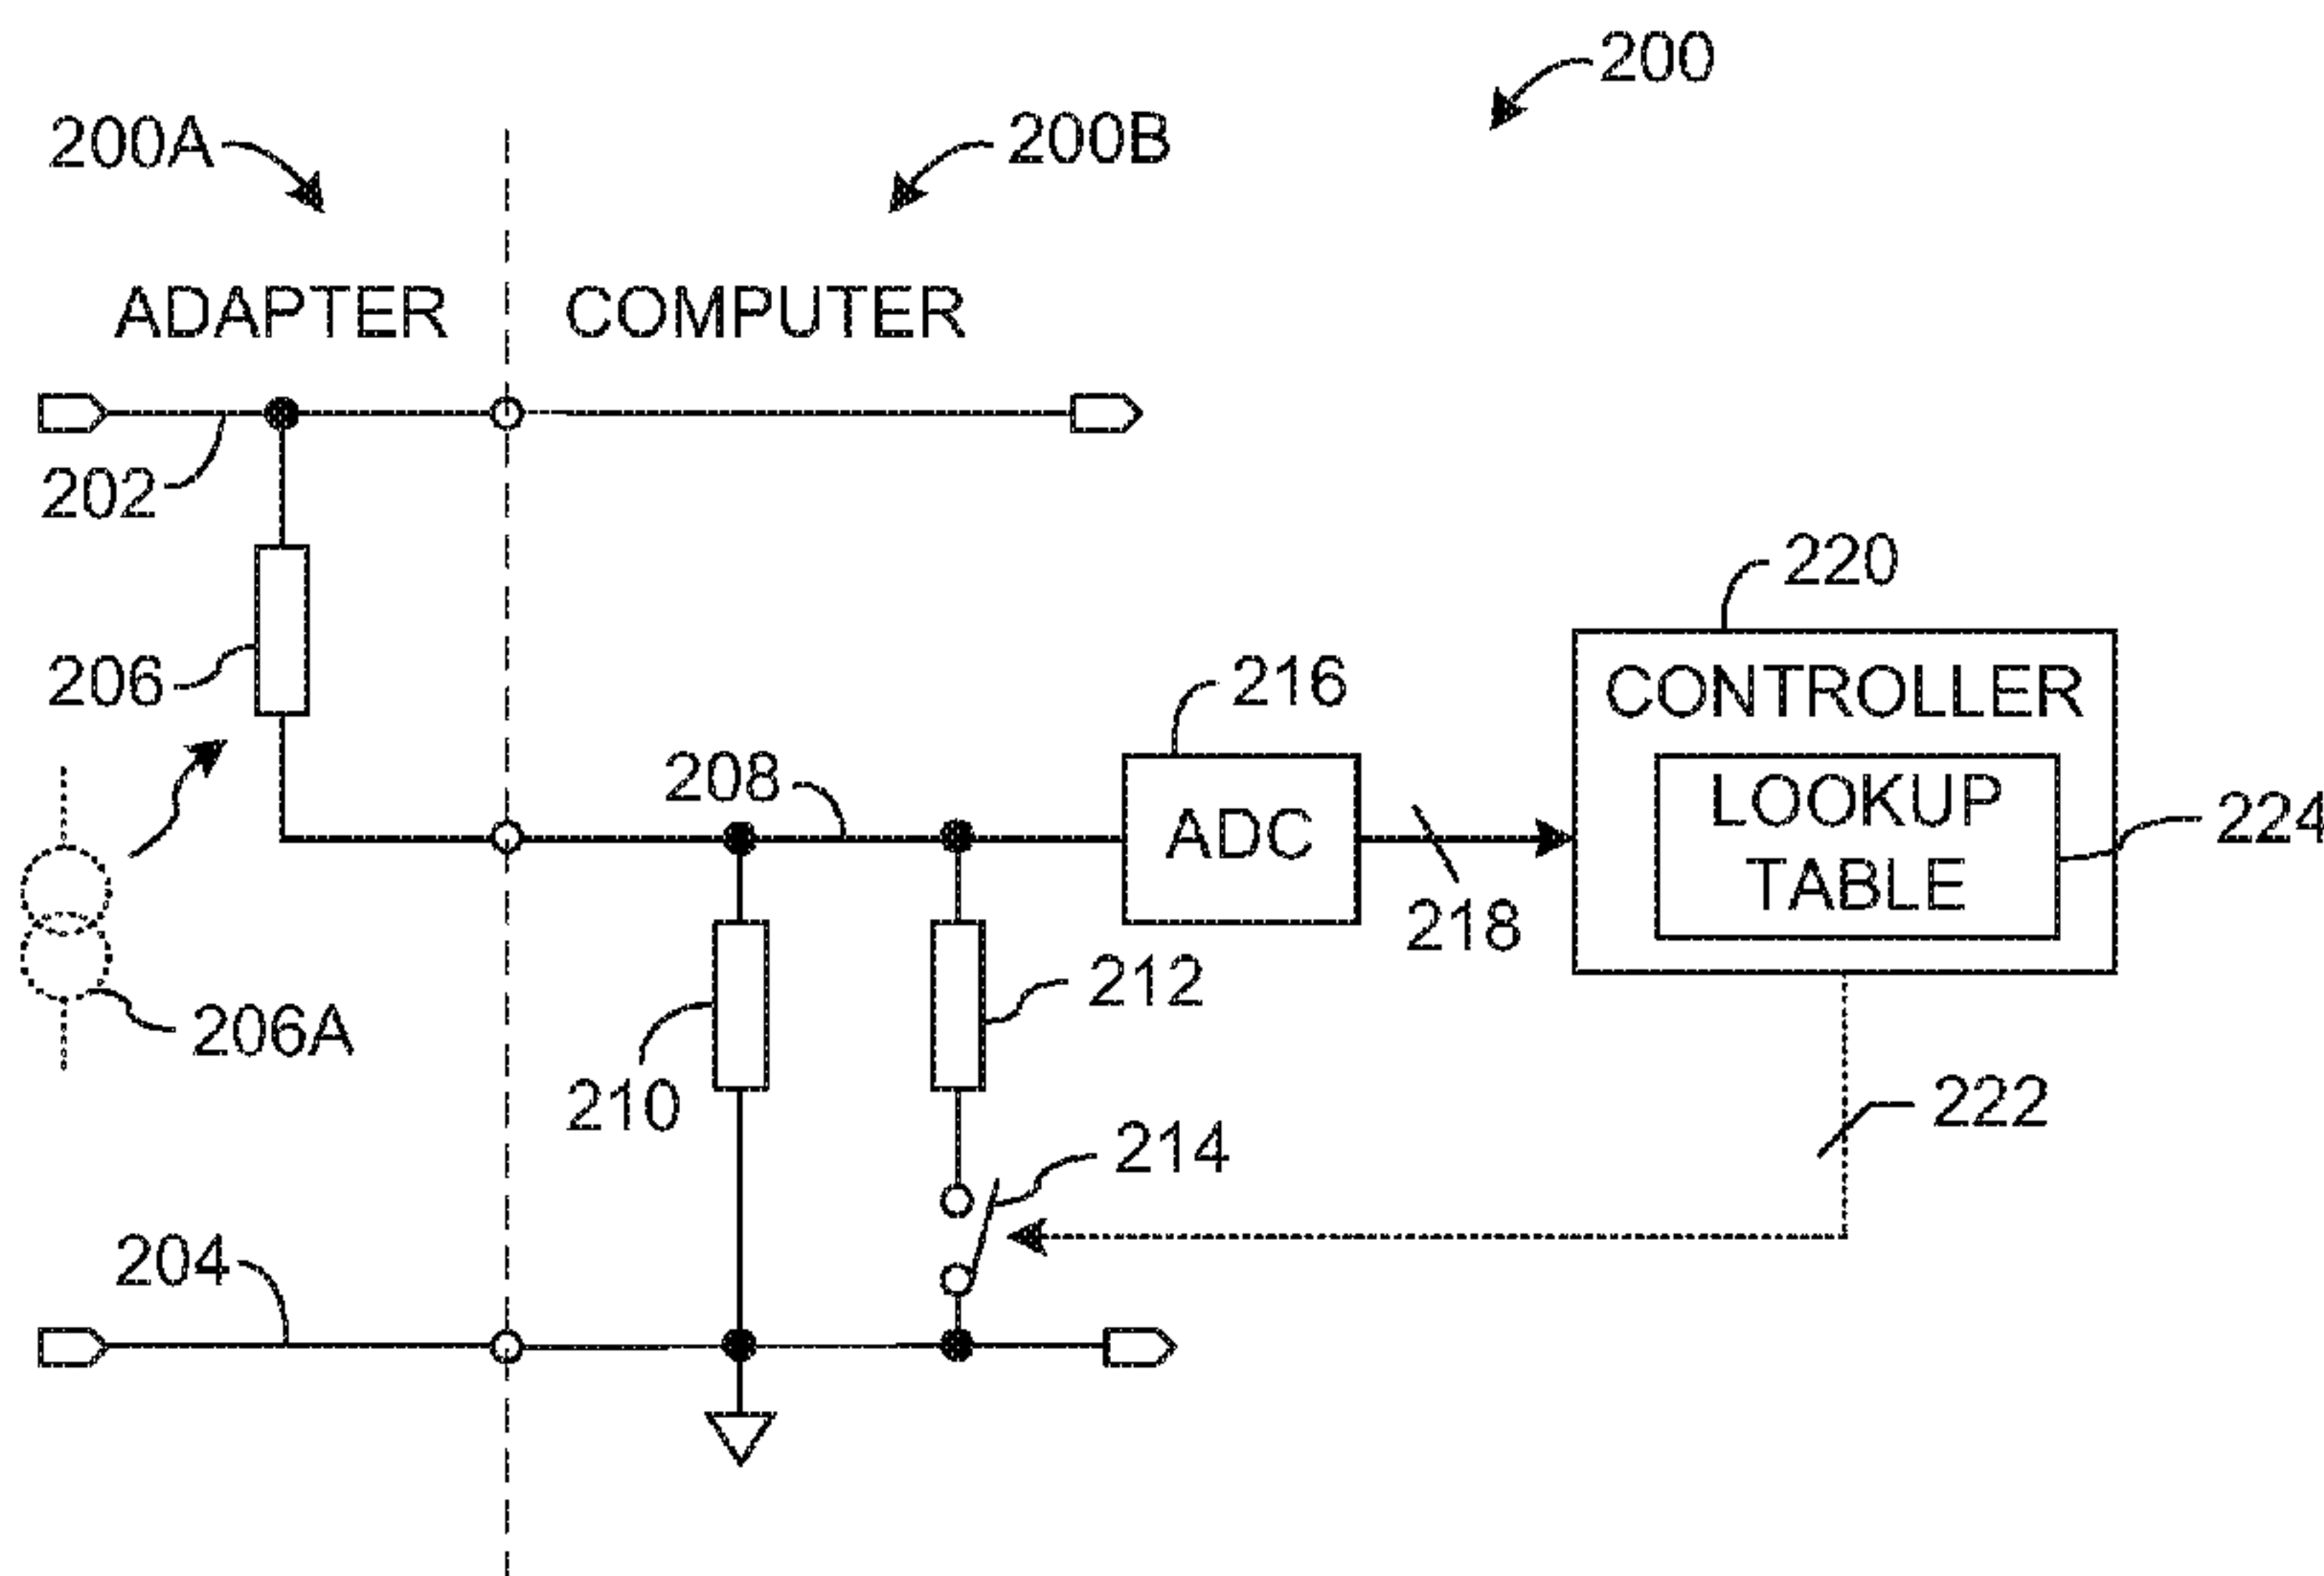 200
200A
200B
ADAPTER
COMPUTER
202
220
206
216
CONTROLLER
208
LOOKUP
TABLE
ADC
224
218
212
206A
210
222
214
204